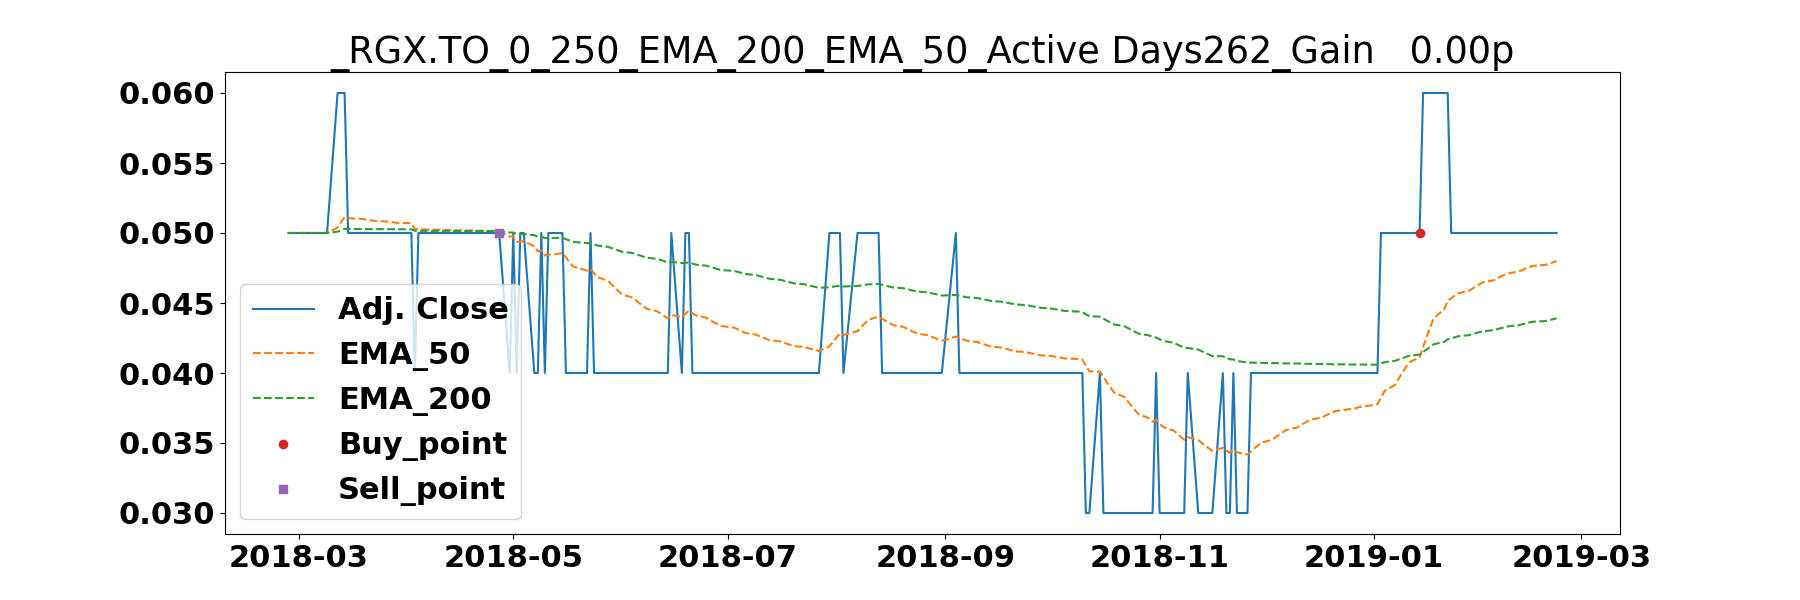 _RGX.TO_0_250_EMA_200_EMA_50_Active Days262_Gain   0.00p
0.060
0.055
0.050
0.045
0.040
0.035
0.030
Adj. Close
EMA_50
EMA_200
Buy_point
Sell_point
2018-03 2018-05 2018-07 2018-09 2018-11 2019-01 2019-03